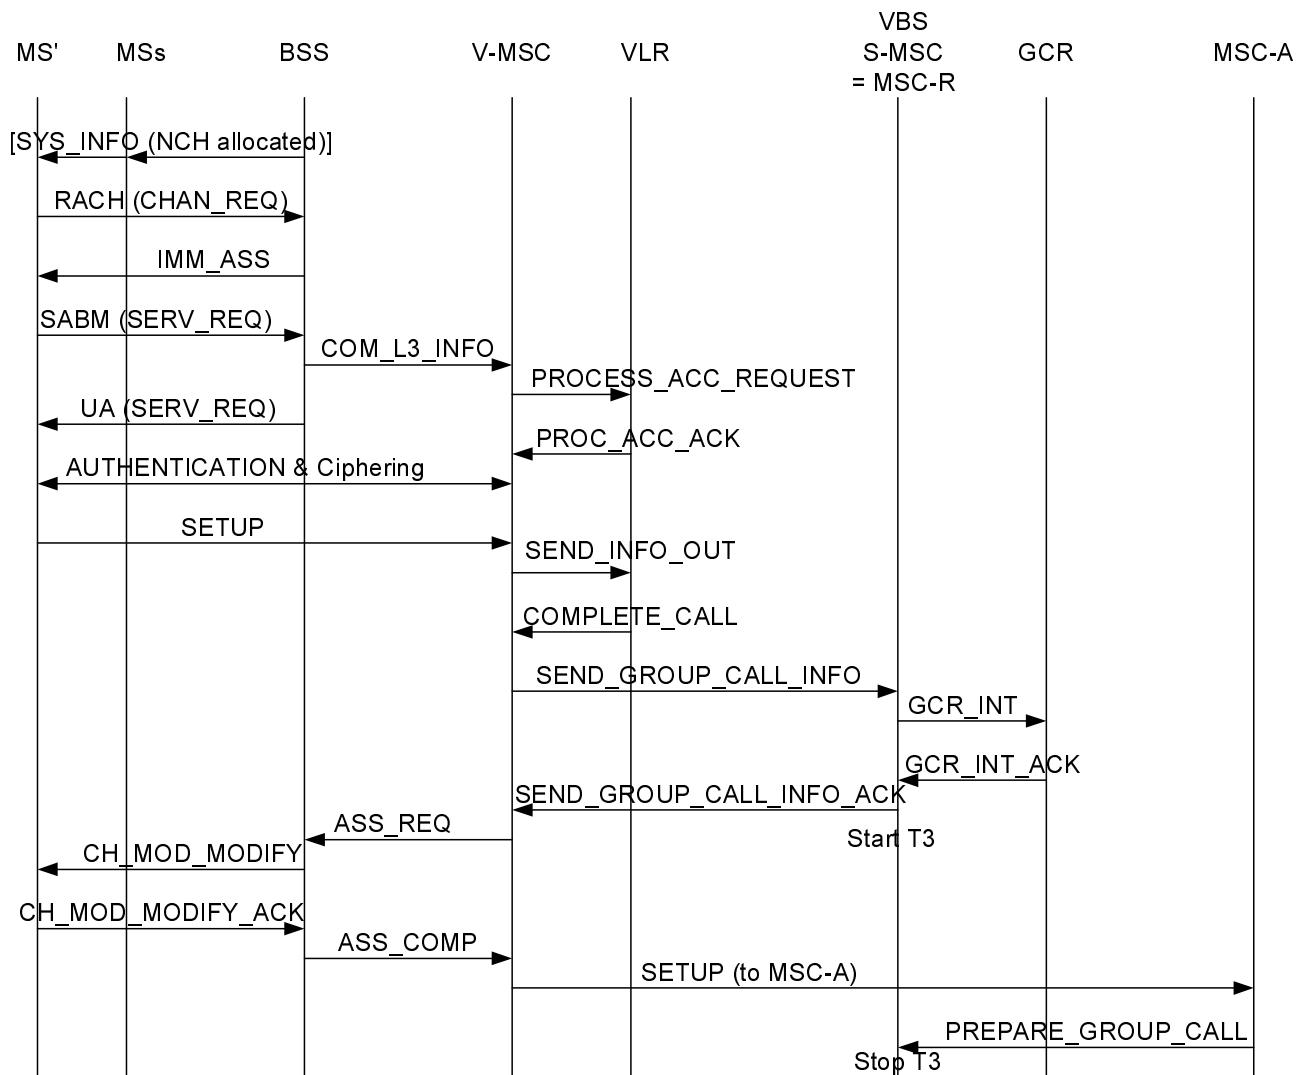 VBS
MS' MSs BSS V-MSC VLR S-MSC GCR MSC-A
= MSC-R
[SYS_INFO (NCH allocated)]
RACH (CHAN_REQ)
IMM_ASS
SABM (SERV_REQ)
COM_L3_INFO
PROCESS_ACC_REQUEST
UA (SERV_REQ)
PROC_ACC_ACK
AUTHENTICATION & Ciphering
SETUP
SEND_INFO_OUT
COMPLETE_CALL
SEND_GROUP_CALL_INFO
GCR_INT
GCR_INT_ACK
SEND_GROUP_CALL_INFO_ACK
ASS_REQ
Start T3
CH_MOD_MODIFY
CH_MOD_MODIFY_ACK
ASS_COMP
SETUP (to MSC-A)
PREPARE_GROUP_CALL
Stop T3